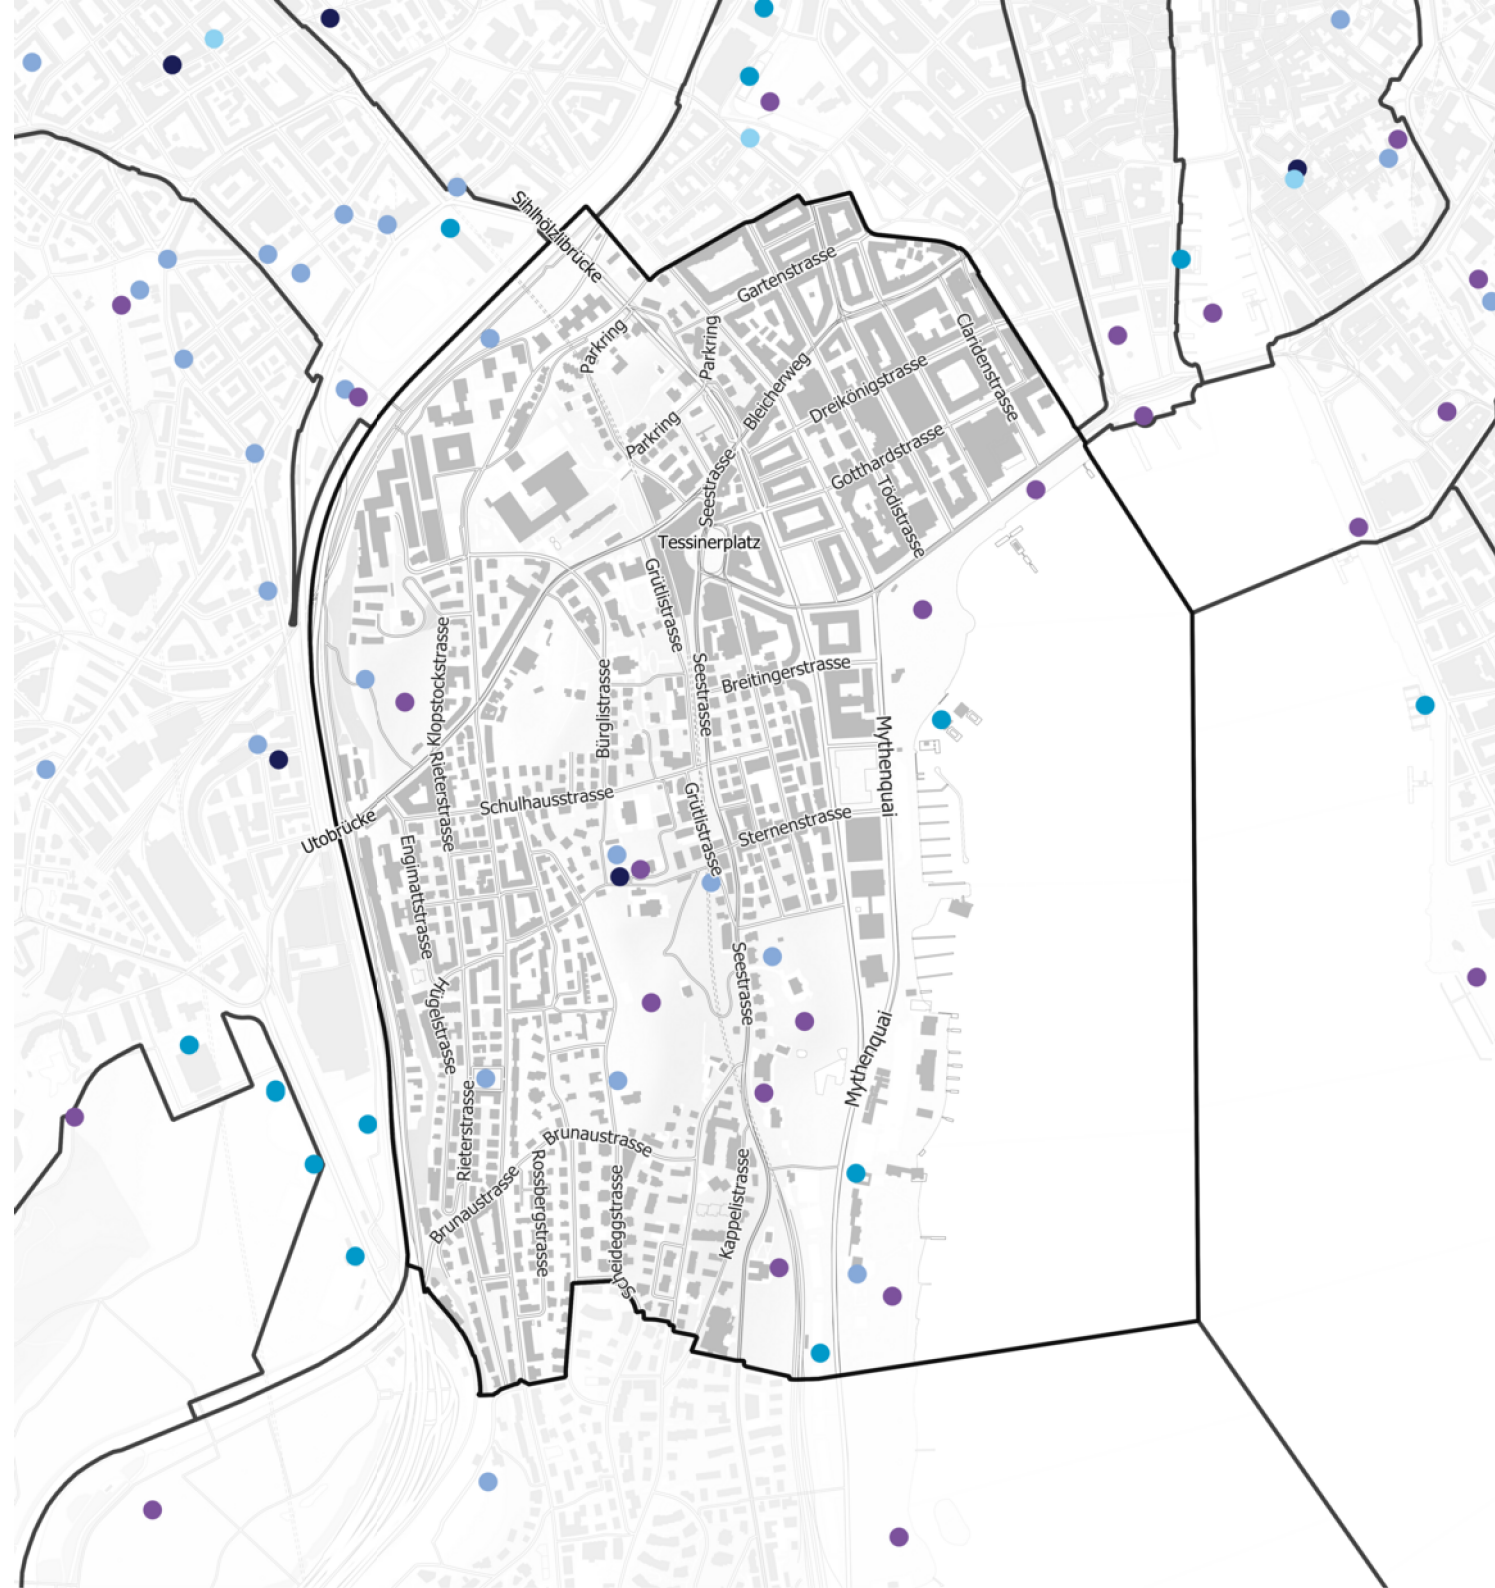 Sihlhölzlibrücke
Gartenstrasse
Parkring
Parkring
Claridenstrasse
Bleicherweg
Dreikönigstrasse
Parkring
Gotthardstrasse
Seestrasse
Tödistrasse
Tessinerplatz
Grütlistrasse
Klopstockstrasse
Bürglistrasse
Seestrasse
Breitingerstrasse
Mythenquai
Rieterstrasse
Schulhausstrasse
Grütlistrasse
Utobrücke
Sternenstrasse
Engimattstrasse
Seestrasse
Hügelstrasse
Mythenquai
Rieterstrasse
Brunaustrasse
Brunaustrasse
Rossbergstrasse
Scheideggstrasse
Kappelistrasse